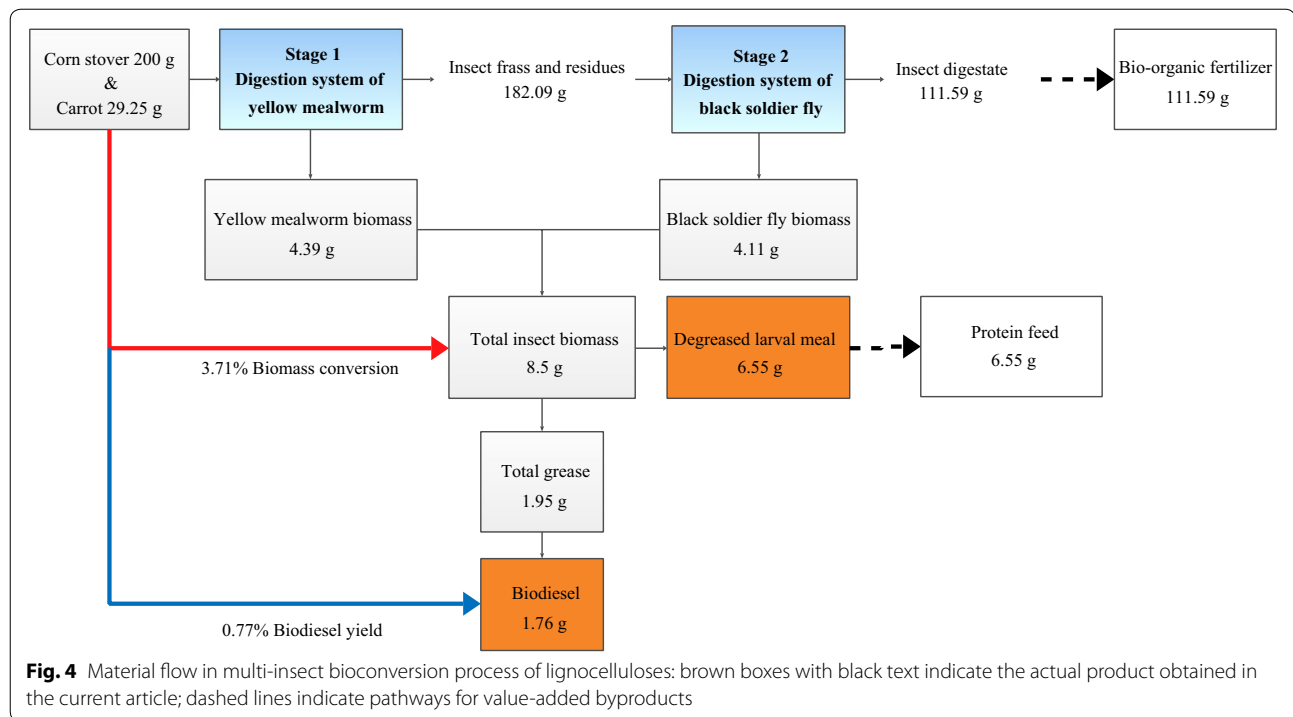 Corn stover 200 g
&
Carrot 29.25 g
Stage 1
Digestion system of
yellow mealworm
Insect frass and residues
182.09 g
Stage 2
Digestion system of
black soldier fly
Insect digestate
111.59 g
Bio-organic fertilizer
111.59 g
Yellow mealworm biomass
4.39 g
Black soldier fly biomass
4.11 g
3.71% Biomass conversion
Total insect biomass
8.5 g
Degreased larval meal
6.55 g
Protein feed
6.55 g
Total grease
1.95 g
0.77% Biodiesel yield
Biodiesel
1.76 g
Fig. 4 Material flow in multi-insect bioconversion process of lignocelluloses: brown boxes with black text indicate the actual product obtained in
the current article; dashed lines indicate pathways for value-added byproducts